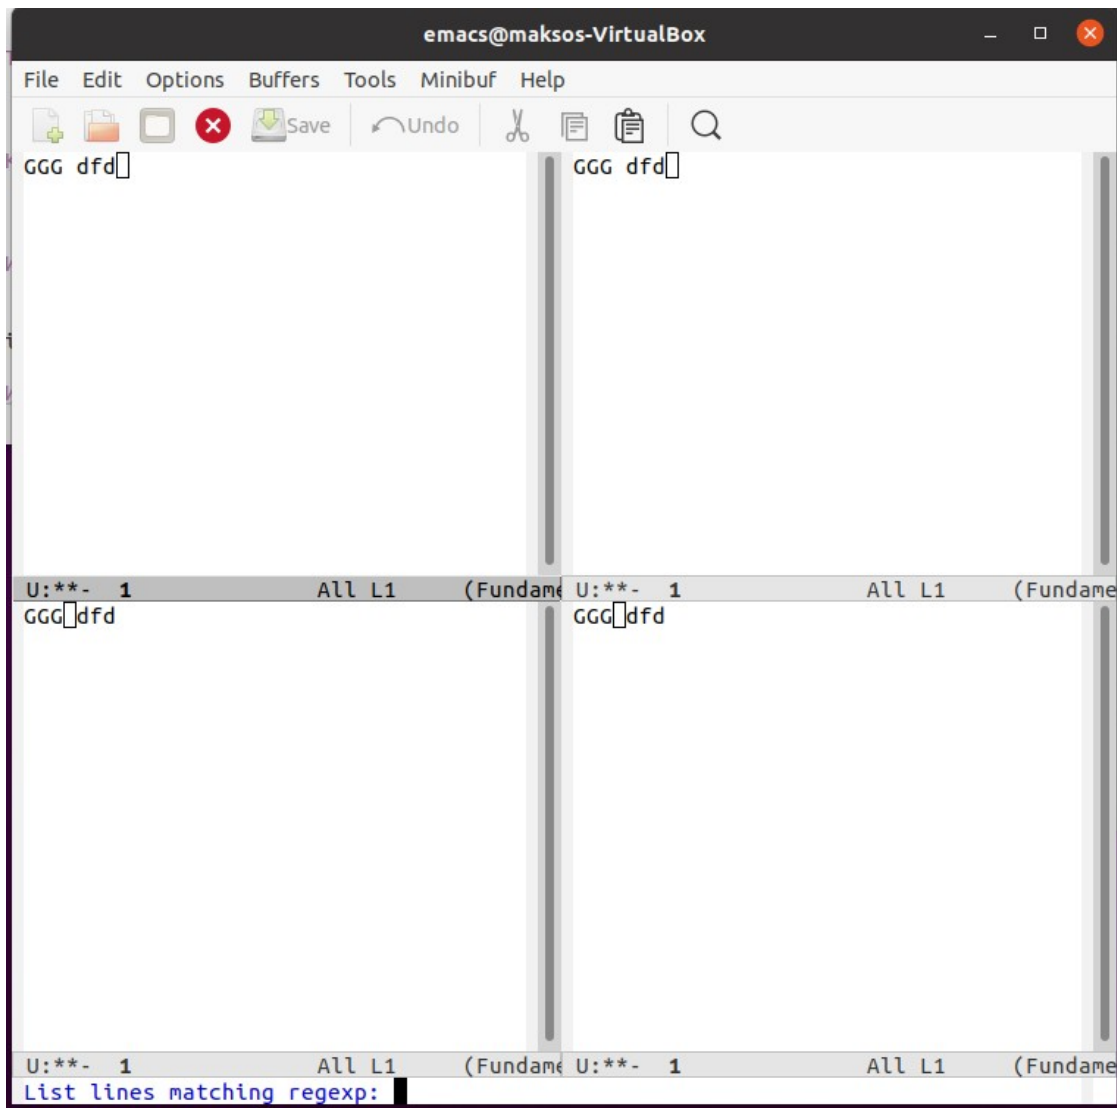 emacs@maksos-VirtualBox
File Edit Options Buffers Tools Minibuf Help
Save Undo
GGG dfd
GGG dfd
U:**- 1 All L1 (Fundame
U:**- 1 All L1 (Fundame
GGG dfd
GGG dfd
U:**- 1 All L1 (Fundame
U:**- 1 All L1 (Fundame
List lines matching regexp: